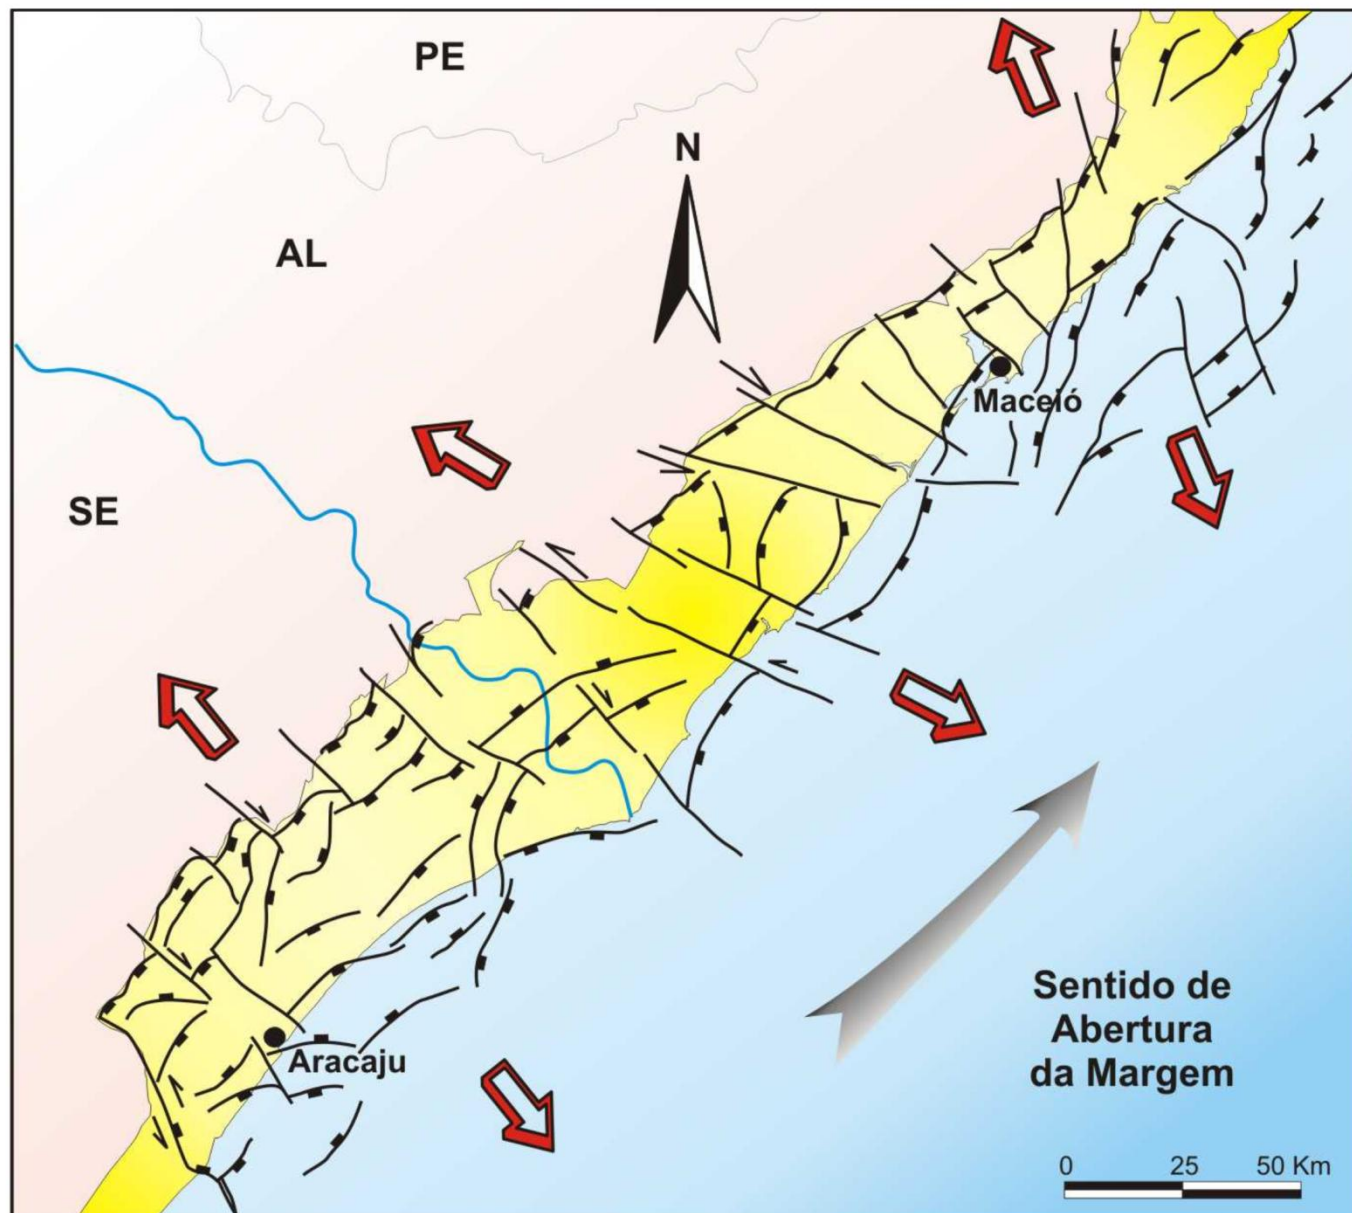 PE
N
AL
Maceió
SE
Sentido de
Abertura
da Margem
Aracaju
0 25 50 Km